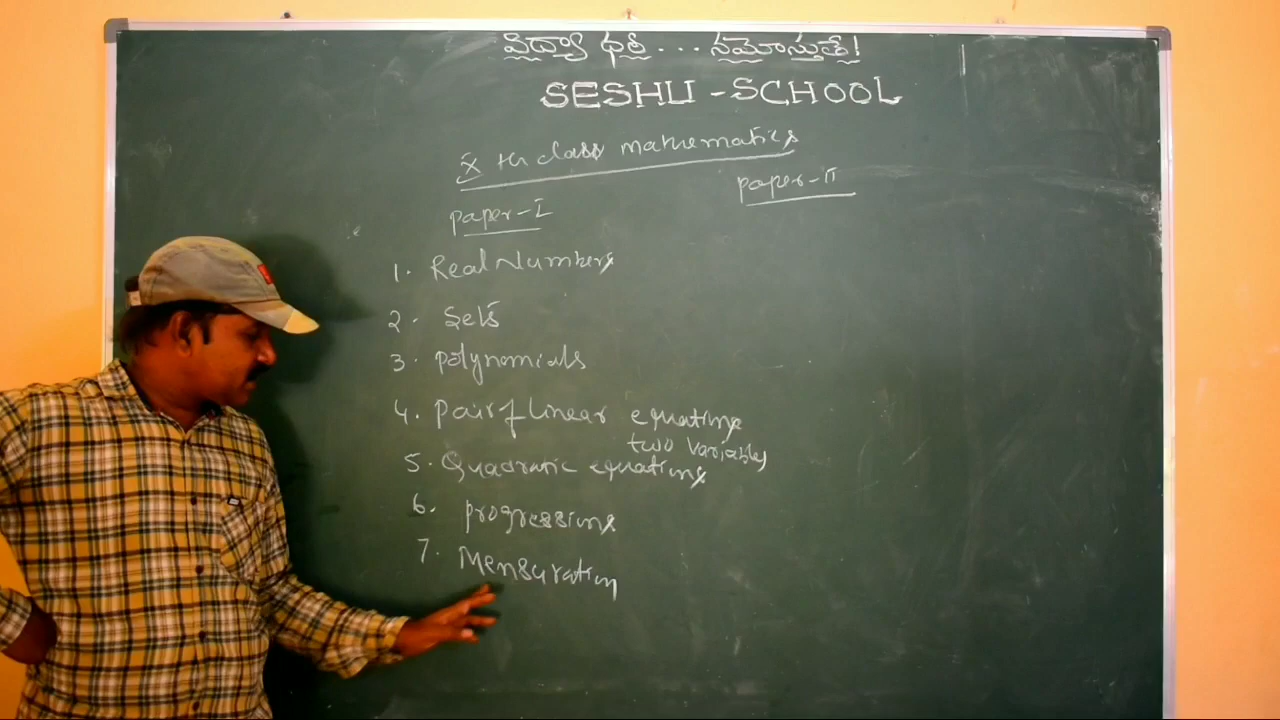 విద్యార్థీ ... నమోస్తుతే!
SESHU - SCHOOL
X th class mathematics
paper-I
paper-II
1. Real Numbers
2. Sets
3. polynomials
4. pair of linear equations
two variables
5. Quadratic equations
6. progressions
7. Mensuration